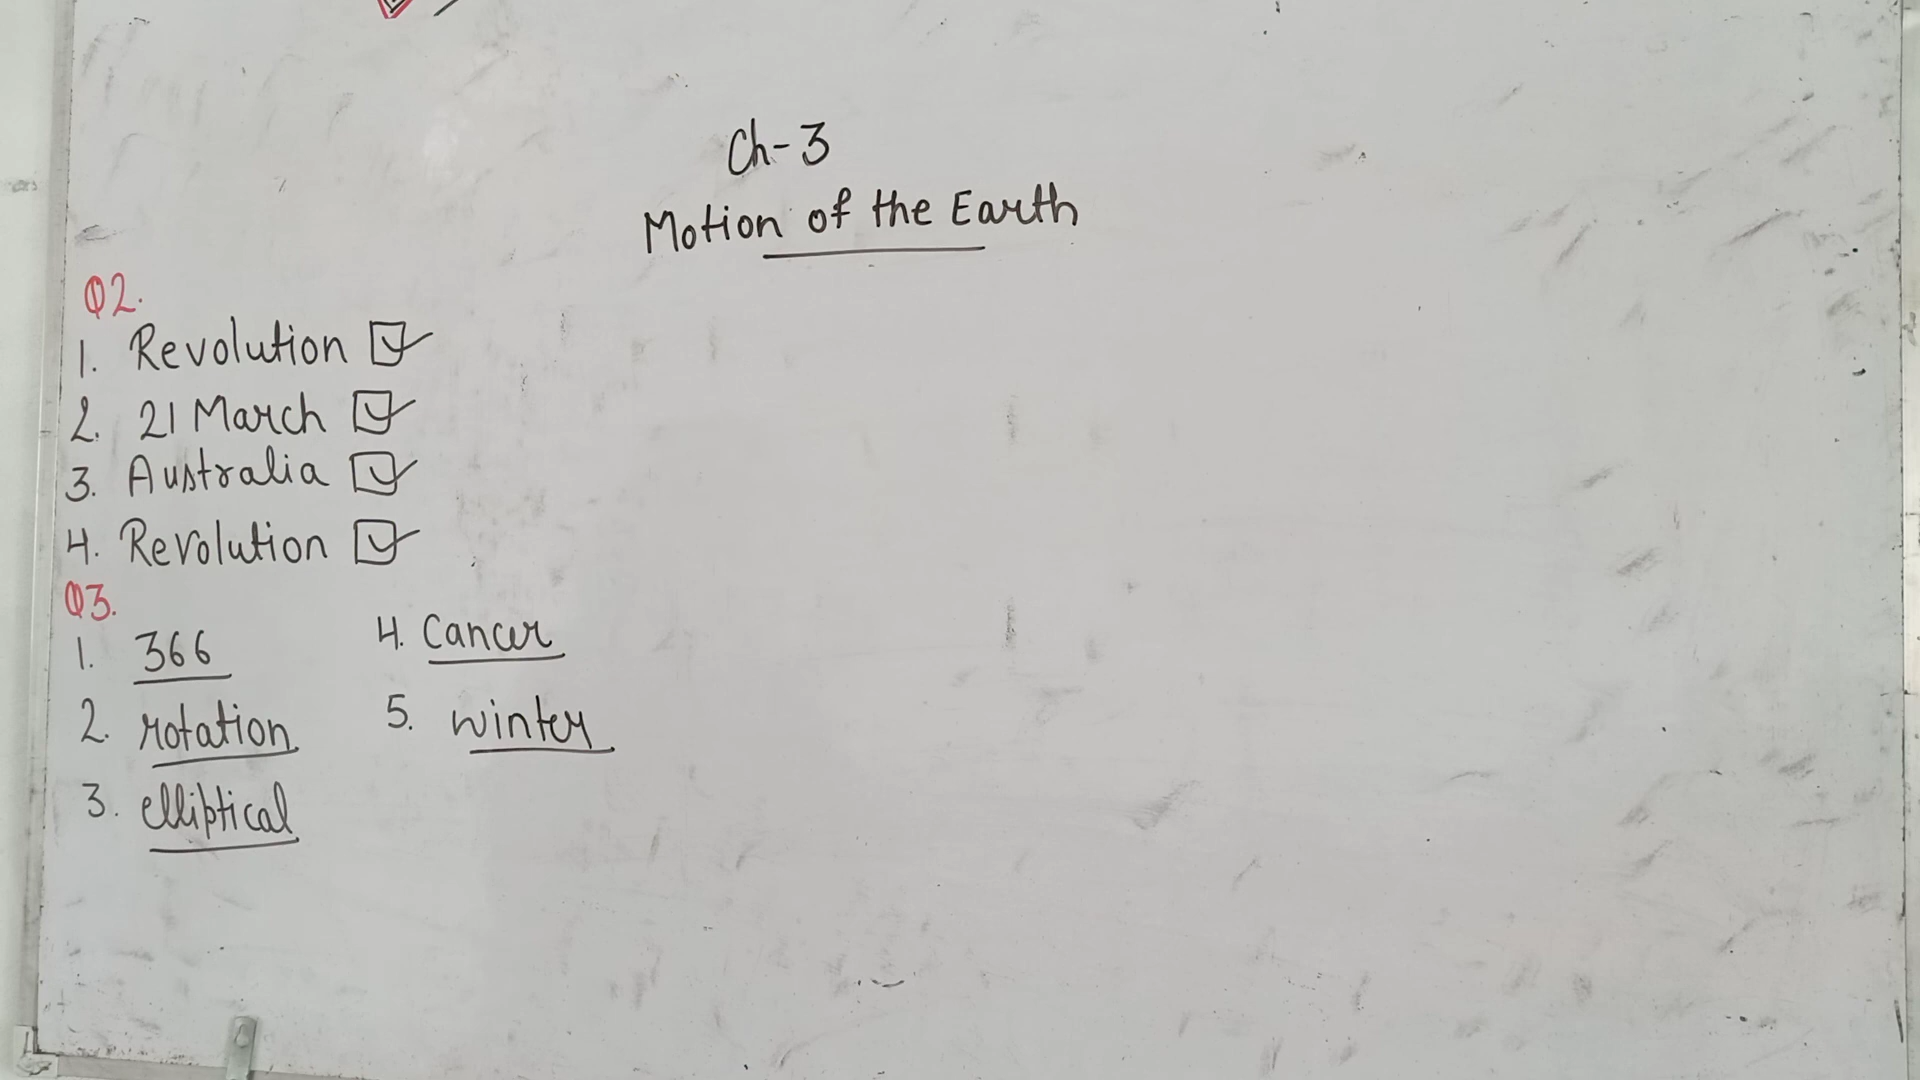 Ch-3
Motion of the Earth
Q2.
1. Revolution
2. 21 March
3. Australia
4. Revolution
Q3.
1. 366
2. rotation
3. elliptical
4. Cancer
5. winter